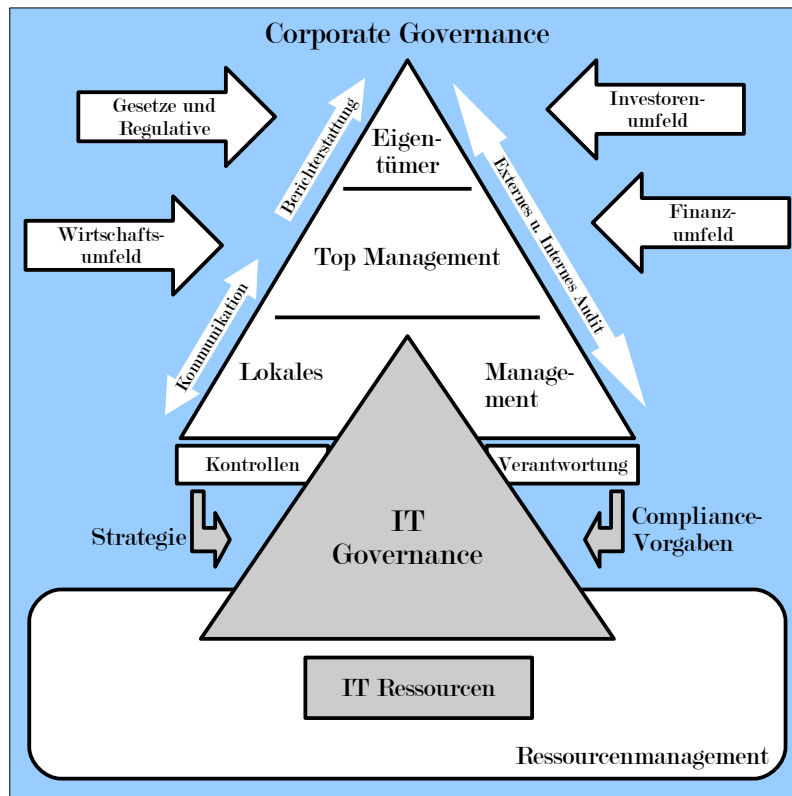 Corporate Governance
Gesetze und
Regulative
Investoren-
umfeld
Berichterstattung
Eigen-
tümer
Externes u. Internes Audit
Wirtschafts-
umfeld
Finanz-
umfeld
Top Management
Kommunikation
Lokales
Manage-
ment
Kontrollen
Verantwortung
Strategie
Compliance-
Vorgaben
IT
Governance
IT Ressourcen
Ressourcenmanagement